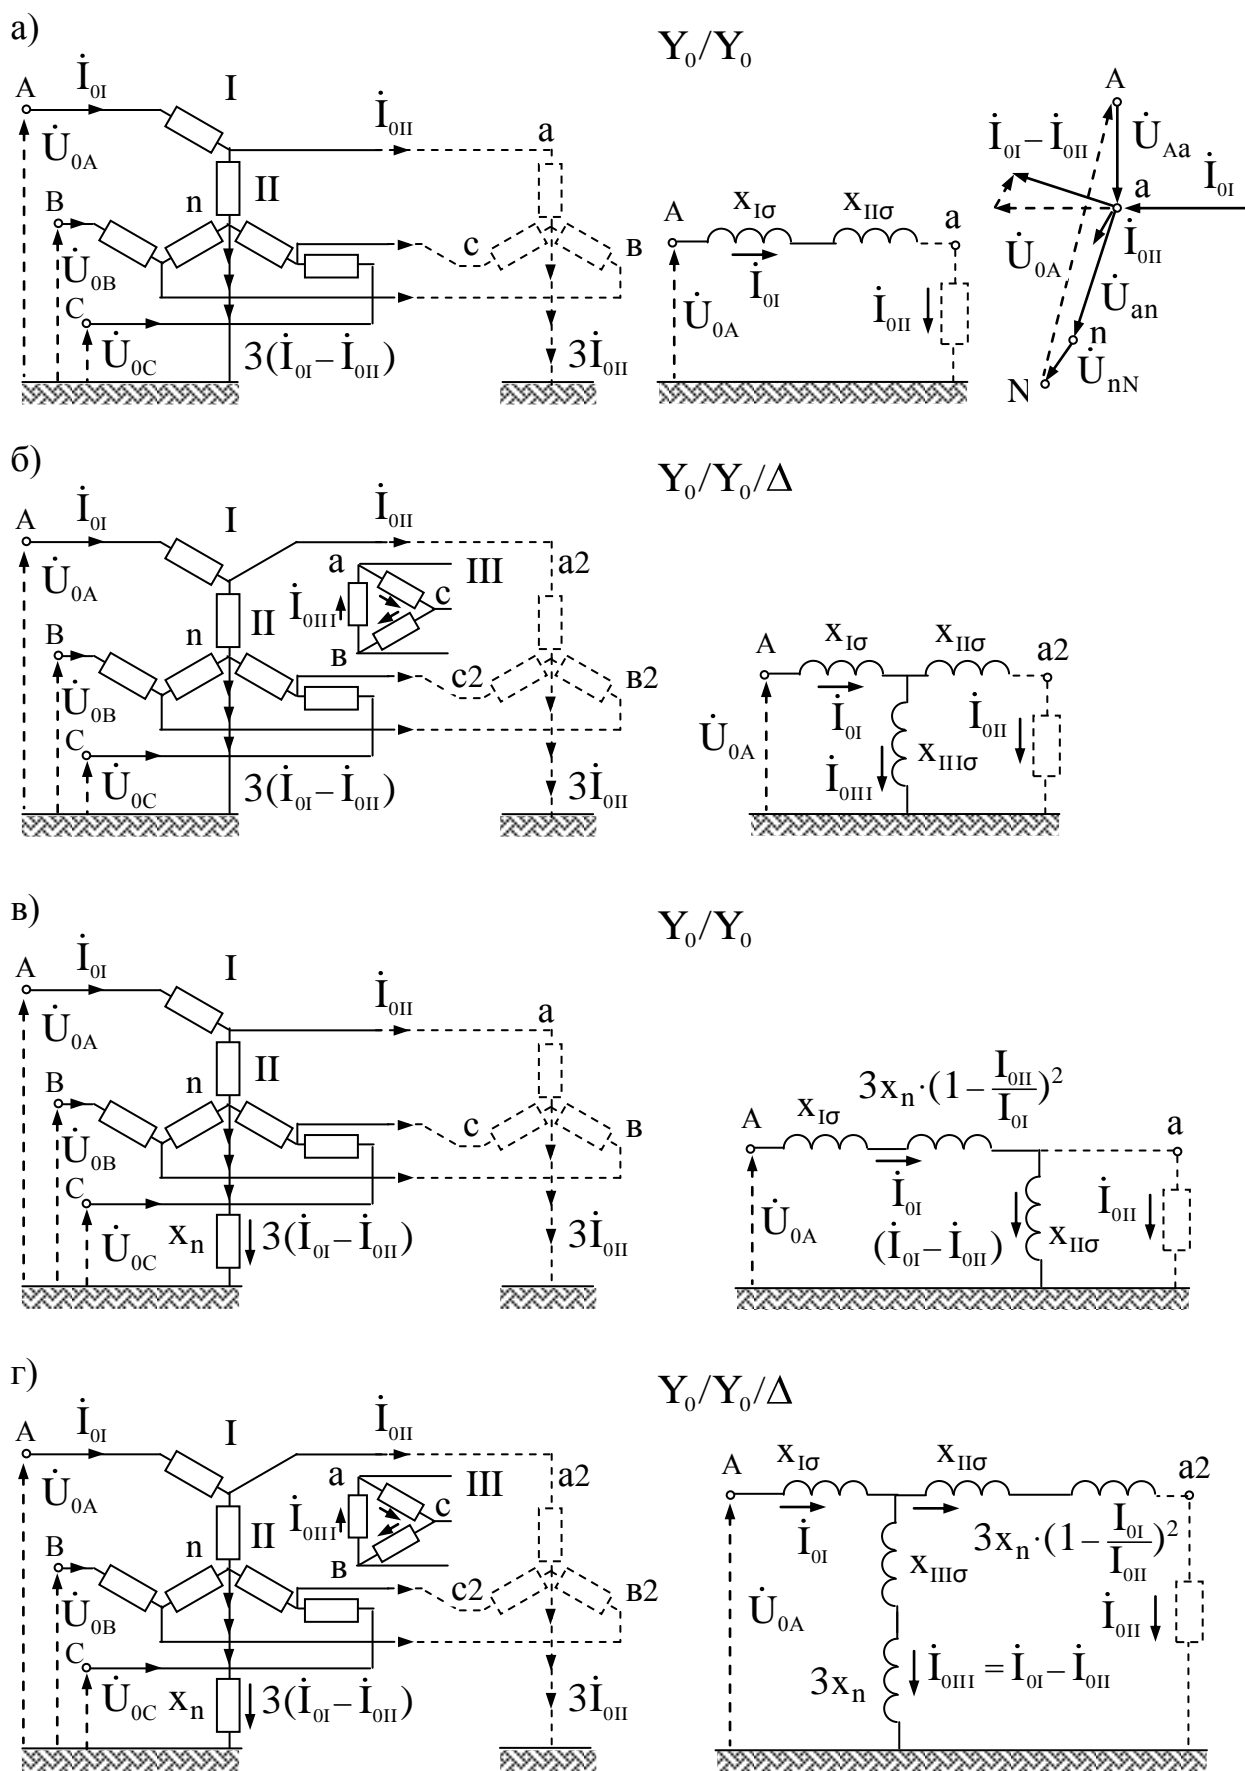 а)
Y₀/Y₀
A İ₀I I İ₀II a
U̇₀A
II
B n c в
U̇₀B
C
U̇₀C 3(İ₀I – İ₀II) 3İ₀II
A xIσ xIIσ a
İ₀I
U̇₀A İ₀II
A
İ₀I – İ₀II U̇Aa İ₀I
a
U̇₀A İ₀II
U̇an
n
N U̇nN
б)
Y₀/Y₀/Δ
A İ₀I I İ₀II
U̇₀A a III a2
c
II İ₀III
B n в c2 в2
U̇₀B
C
U̇₀C 3(İ₀I – İ₀II) 3İ₀II
A xIσ xIIσ a2
İ₀I İ₀II
U̇₀A xIIIσ
İ₀III
в)
Y₀/Y₀
A İ₀I I İ₀II a
U̇₀A
II
B n c в
U̇₀B
C
U̇₀C xn 3(İ₀I – İ₀II) 3İ₀II
3xn·(1 – I₀II/I₀I)²
A xIσ a
İ₀I İ₀II
U̇₀A (İ₀I – İ₀II) xIIσ
г)
Y₀/Y₀/Δ
A İ₀I I İ₀II
U̇₀A a III a2
c
II İ₀III
B n в c2 в2
U̇₀B
C
U̇₀C xn 3(İ₀I – İ₀II) 3İ₀II
A xIσ xIIσ a2
İ₀I 3xn·(1 – I₀I/I₀II)²
xIIIσ
U̇₀A İ₀II
3xn İ₀III = İ₀I – İ₀II